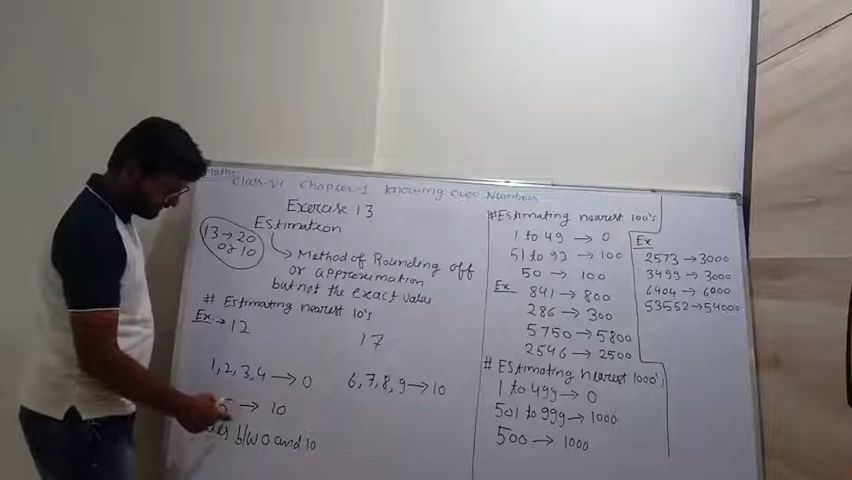 Maths
Class-VI Chapter-1 Knowing Our Numbers
Exercise 13
Estimation
13→20
or 10
→ Method of Rounding off
or approximation
but not the exact value
# Estimating nearest 10's
Ex → 12
17
1,2,3,4 → 0
6,7,8,9 → 10
5 → 10
b/w 0 and 10
#Estimating nearest 100's
1 to 49 → 0
51 to 99 → 100
50 → 100
Ex
841 → 800
286 → 300
5750 → 5800
2546 → 2500
# Estimating nearest 1000's
1 to 499 → 0
501 to 999 → 1000
500 → 1000
Ex
2573 → 3000
3499 → 3000
6404 → 6000
53552 → 54000